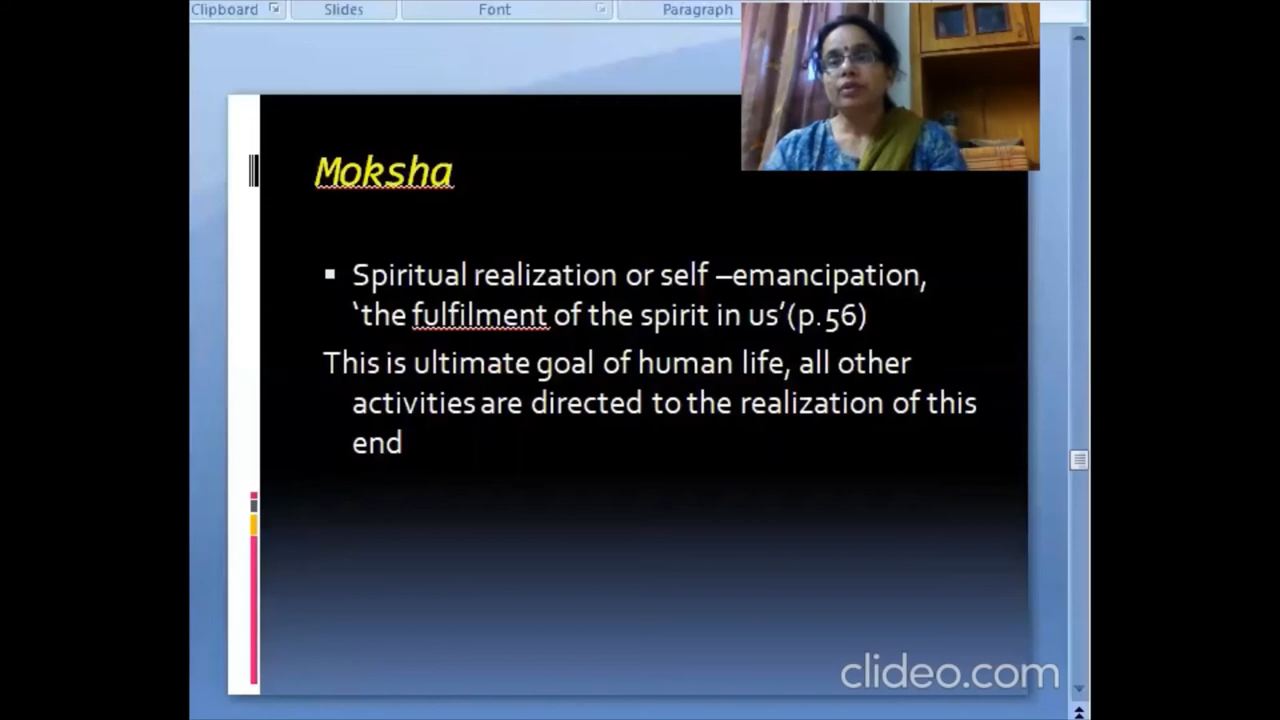 Clipboard Slides Font Paragraph
Moksha
▪ Spiritual realization or self –emancipation,
‘the fulfilment of the spirit in us’(p.56)
This is ultimate goal of human life, all other
activities are directed to the realization of this
end
clideo.com